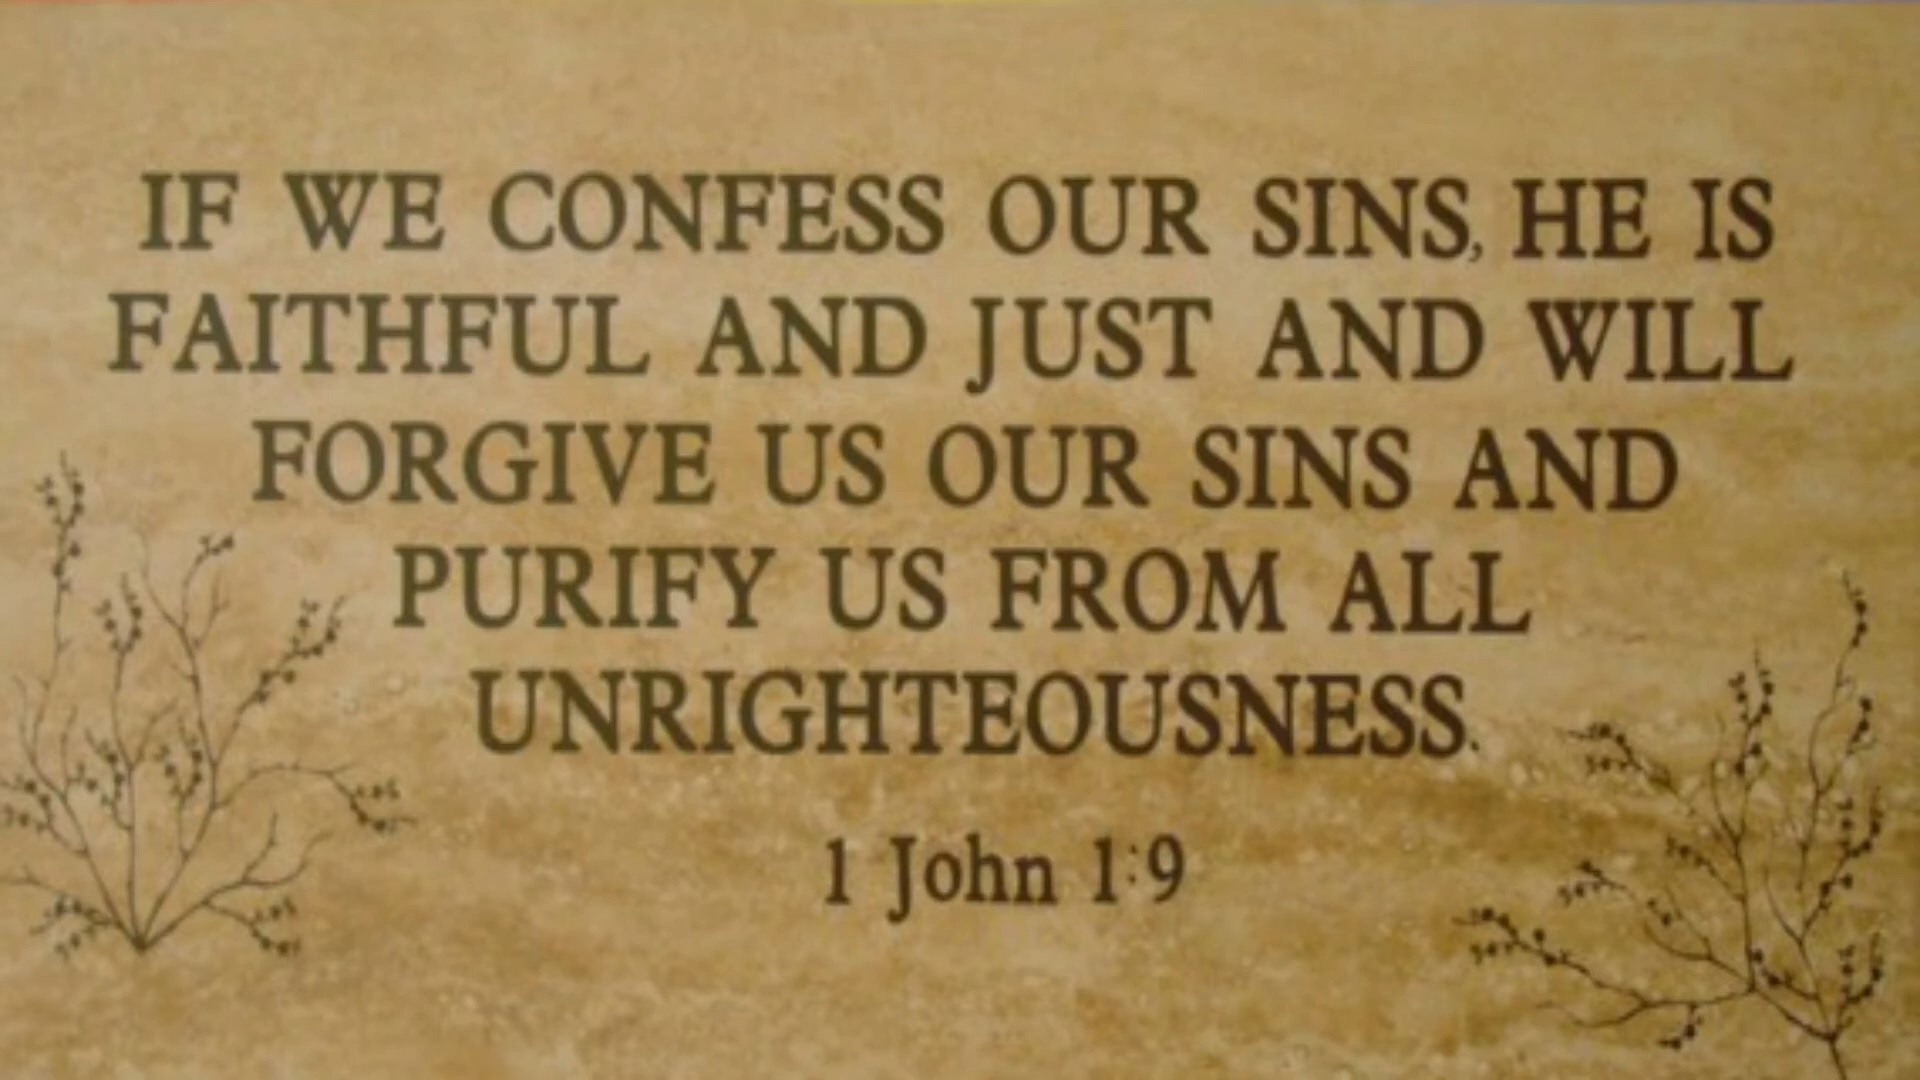 IF WE CONFESS OUR SINS, HE IS
FAITHFUL AND JUST AND WILL
FORGIVE US OUR SINS AND
PURIFY US FROM ALL
UNRIGHTEOUSNESS.
1 John 1:9